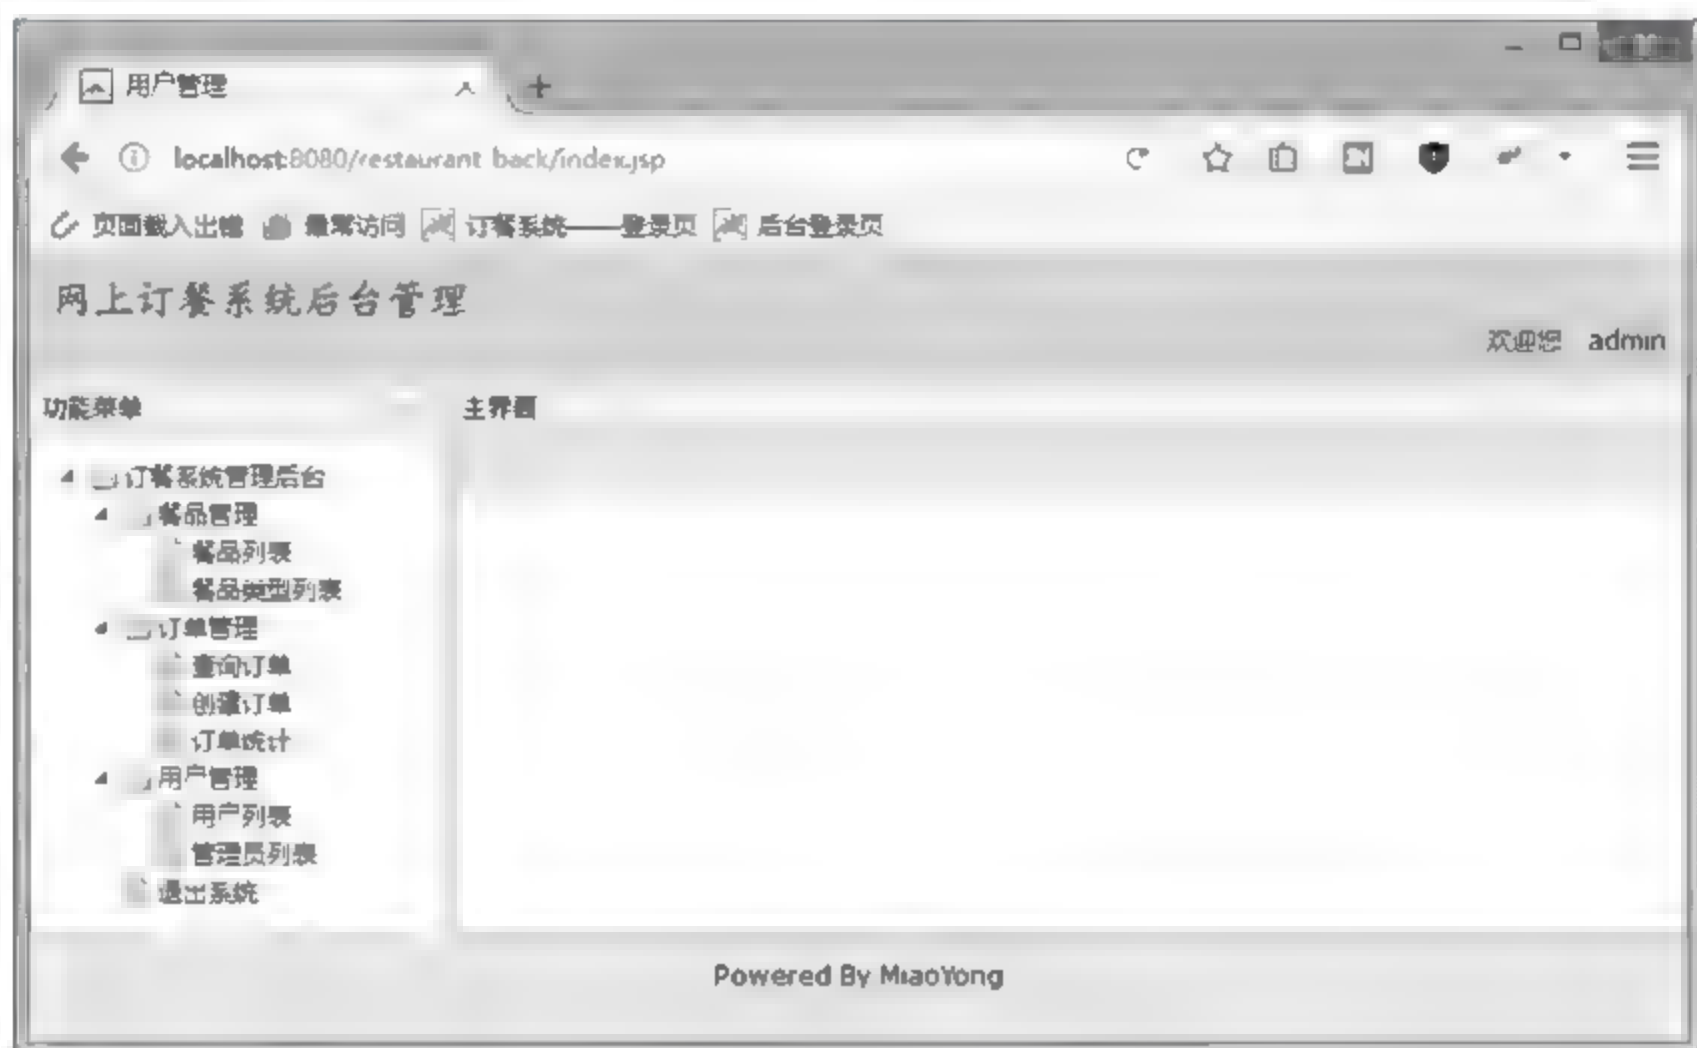 用户管理
localhost:8080/restaurant back/index.jsp
页面载入出错 最常访问 订餐系统——登录页 后台登录页
网上订餐系统后台管理
欢迎您 admin
功能菜单 主界面
订餐系统管理后台
餐品管理
餐品列表
餐品类型列表
订单管理
查询订单
创建订单
订单统计
用户管理
用户列表
管理员列表
退出系统
Powered By MiaoYong